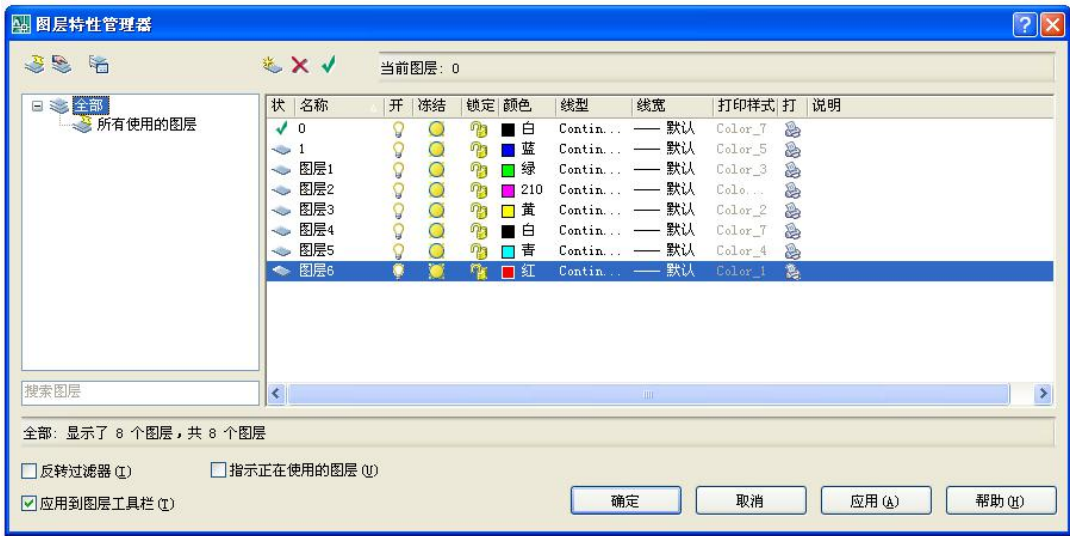 图层特性管理器
当前图层: 0
全部
所有使用的图层
状 名称 开 冻结 锁定 颜色 线型 线宽 打印样式 打 说明
0 白 Contin... 默认 Color_7
1 蓝 Contin... 默认 Color_5
图层1 绿 Contin... 默认 Color_3
图层2 210 Contin... 默认 Colo...
图层3 黄 Contin... 默认 Color_2
图层4 白 Contin... 默认 Color_7
图层5 青 Contin... 默认 Color_4
图层6 红 Contin... 默认 Color_1
搜索图层
全部: 显示了 8 个图层，共 8 个图层
反转过滤器(I) 指示正在使用的图层(U)
应用到图层工具栏(T)
确定 取消 应用(A) 帮助(H)